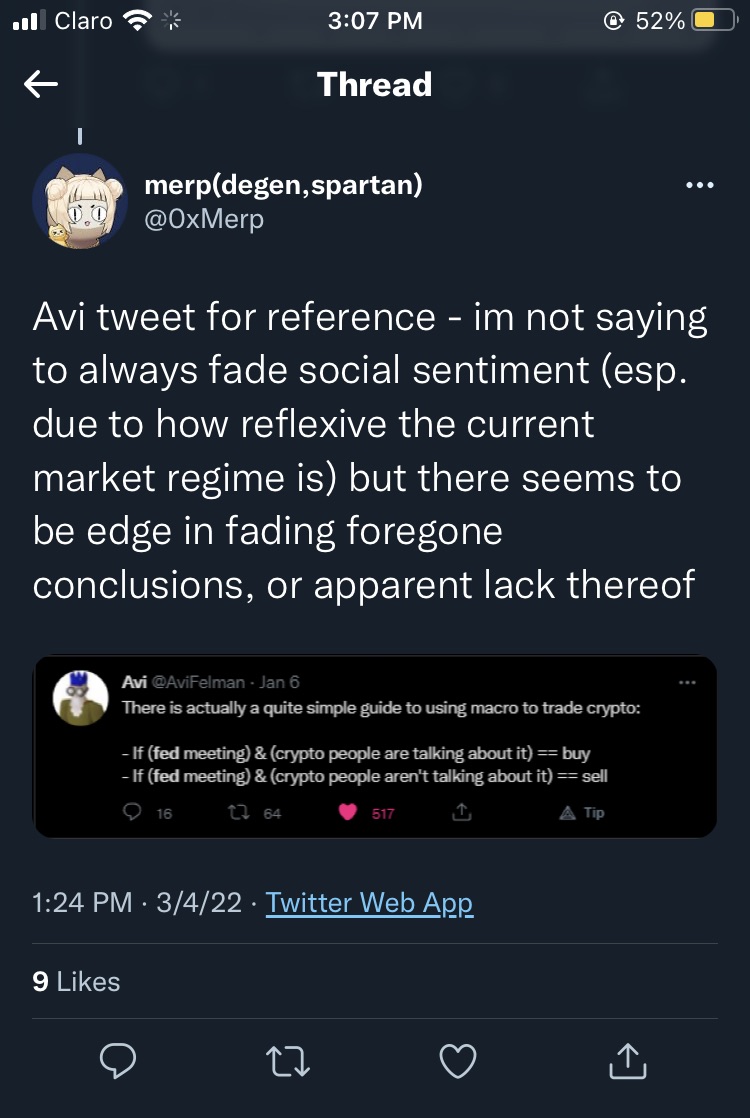 Claro 3:07 PM 52%
Thread
merp(degen,spartan)
@0xMerp
Avi tweet for reference - im not saying
to always fade social sentiment (esp.
due to how reflexive the current
market regime is) but there seems to
be edge in fading foregone
conclusions, or apparent lack thereof
Avi @AviFelman · Jan 6
There is actually a quite simple guide to using macro to trade crypto:
- If (fed meeting) & (crypto people are talking about it) == buy
- If (fed meeting) & (crypto people aren't talking about it) == sell
16 64 517 Tip
1:24 PM · 3/4/22 · Twitter Web App
9 Likes